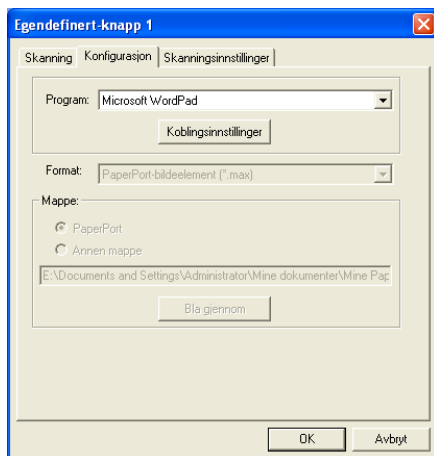 Egendefinert-knapp 1
Skanning Konfigurasjon Skanningsinnstillinger
Program: Microsoft WordPad
Koblingsinnstillinger
Format: PaperPort-bildeelement (*.max)
Mappe:
PaperPort
Annen mappe
E:\Documents and Settings\Administrator\Mine dokumenter\Mine Pap
Bla gjennom
OK Avbryt